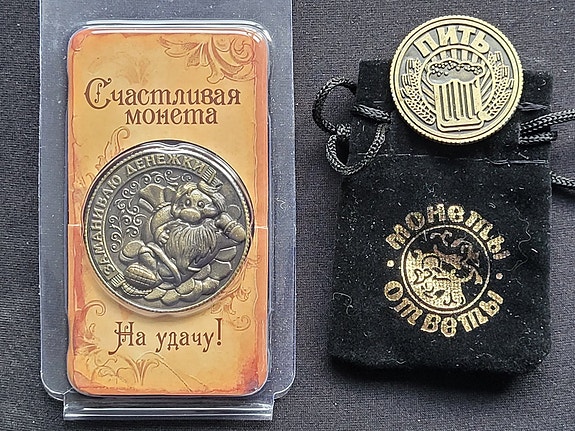 Счастливая
монета
ЗАМАНИВАЮ ДЕНЕЖКИ
На удачу!
ПИТЬ
монеты
ответы